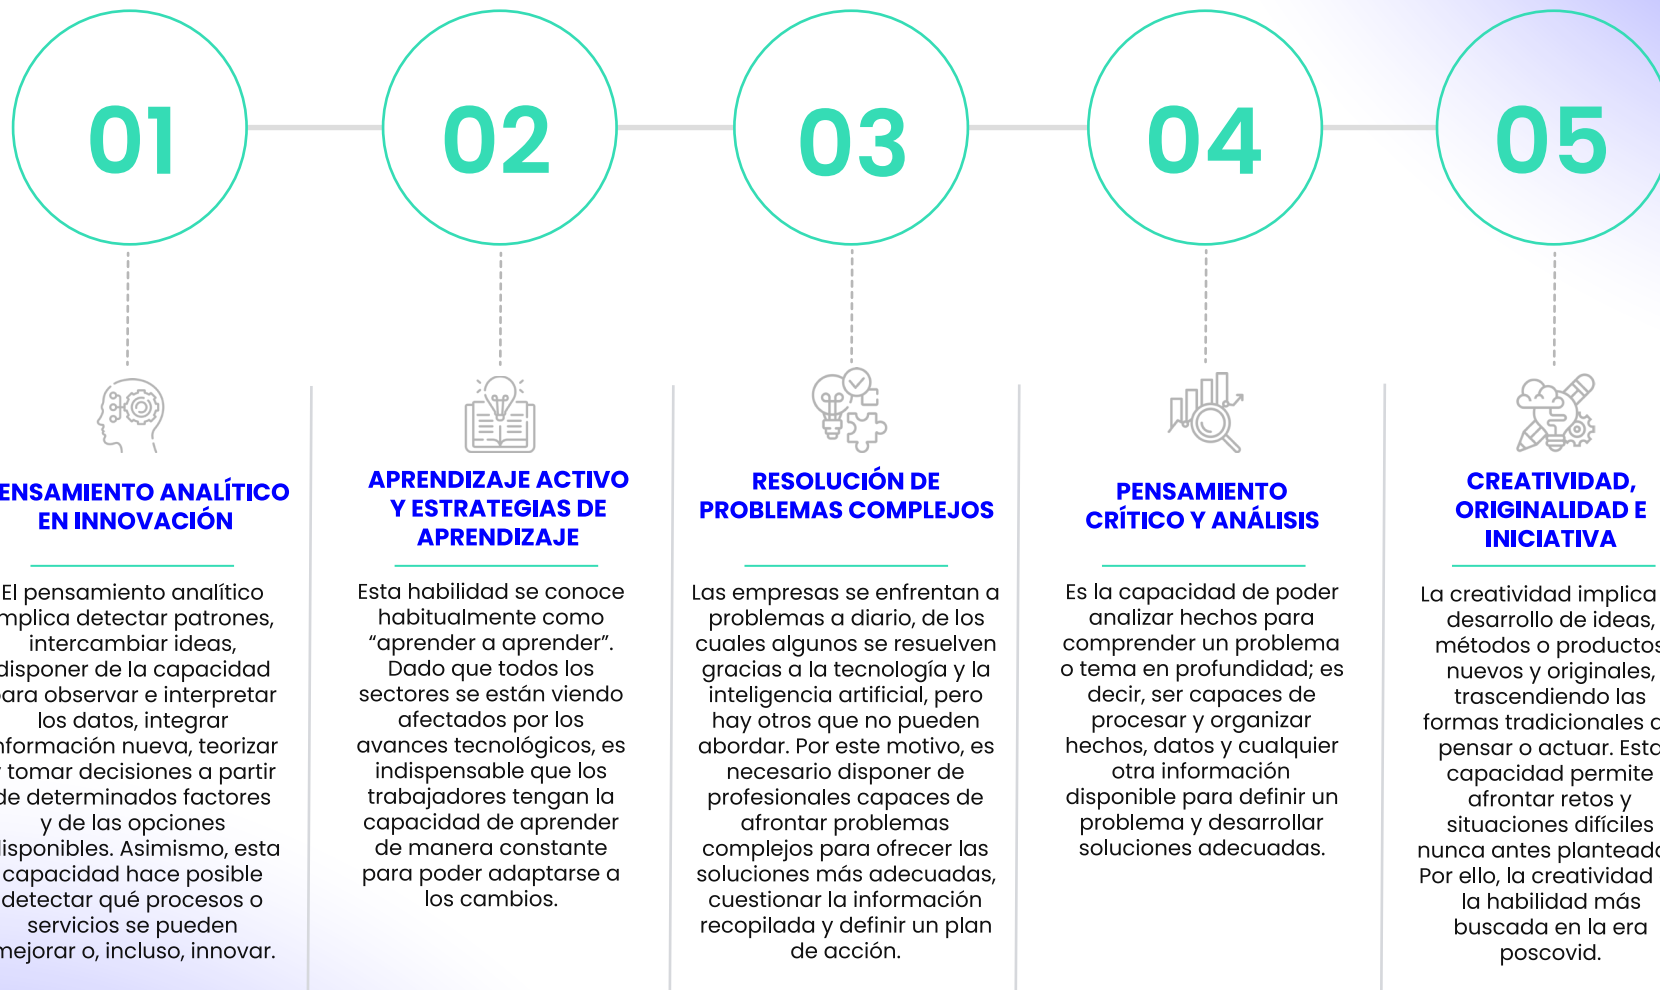 01
02
03
04
05
ENSAMIENTO ANALÍTICO
EN INNOVACIÓN
El pensamiento analítico
mplica detectar patrones,
intercambiar ideas,
disponer de la capacidad
para observar e interpretar
los datos, integrar
nformación nueva, teorizar
y tomar decisiones a partir
de determinados factores
y de las opciones
disponibles. Asimismo, esta
capacidad hace posible
detectar qué procesos o
servicios se pueden
mejorar o, incluso, innovar.
APRENDIZAJE ACTIVO
Y ESTRATEGIAS DE
APRENDIZAJE
Esta habilidad se conoce
habitualmente como
“aprender a aprender”.
Dado que todos los
sectores se están viendo
afectados por los
avances tecnológicos, es
indispensable que los
trabajadores tengan la
capacidad de aprender
de manera constante
para poder adaptarse a
los cambios.
RESOLUCIÓN DE
PROBLEMAS COMPLEJOS
Las empresas se enfrentan a
problemas a diario, de los
cuales algunos se resuelven
gracias a la tecnología y la
inteligencia artificial, pero
hay otros que no pueden
abordar. Por este motivo, es
necesario disponer de
profesionales capaces de
afrontar problemas
complejos para ofrecer las
soluciones más adecuadas,
cuestionar la información
recopilada y definir un plan
de acción.
PENSAMIENTO
CRÍTICO Y ANÁLISIS
Es la capacidad de poder
analizar hechos para
comprender un problema
o tema en profundidad; es
decir, ser capaces de
procesar y organizar
hechos, datos y cualquier
otra información
disponible para definir un
problema y desarrollar
soluciones adecuadas.
CREATIVIDAD,
ORIGINALIDAD E
INICIATIVA
La creatividad implica
desarrollo de ideas,
métodos o productos
nuevos y originales,
trascendiendo las
formas tradicionales d
pensar o actuar. Esta
capacidad permite
afrontar retos y
situaciones difíciles
nunca antes planteado
Por ello, la creatividad
la habilidad más
buscada en la era
poscovid.